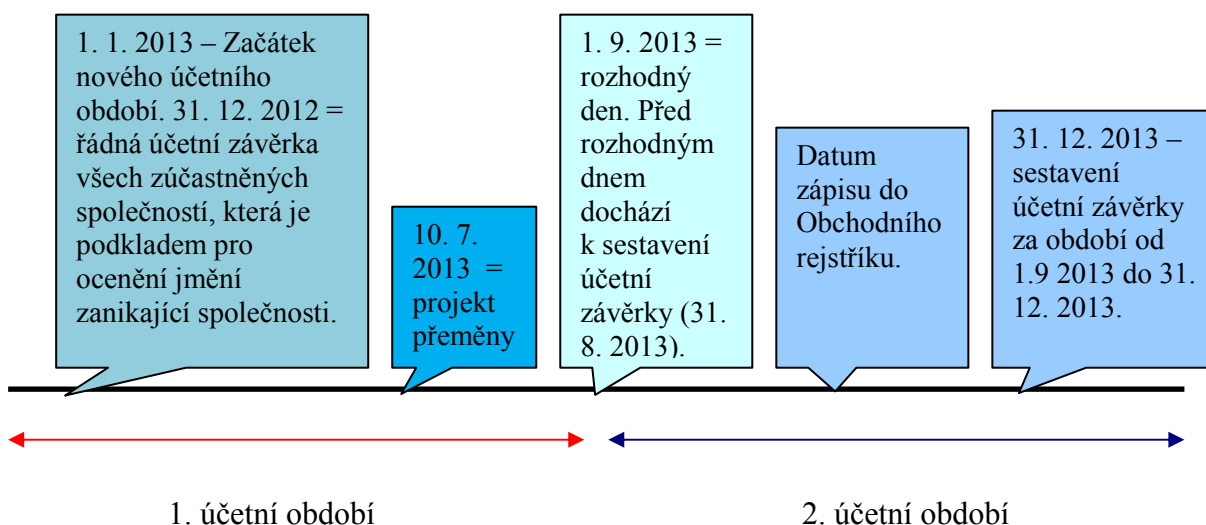 1. 1. 2013 – Začátek
nového účetního
období. 31. 12. 2012 =
řádná účetní závěrka
všech zúčastněných
společností, která je
podkladem pro
ocenění jmění
zanikající společnosti.
10. 7.
2013 =
projekt
přeměny
1. 9. 2013 =
rozhodný
den. Před
rozhodným
dnem
dochází
k sestavení
účetní
závěrky (31.
8. 2013).
Datum
zápisu do
Obchodního
rejstříku.
31. 12. 2013 –
sestavení
účetní závěrky
za období od
1.9 2013 do 31.
12. 2013.
1. účetní období
2. účetní období